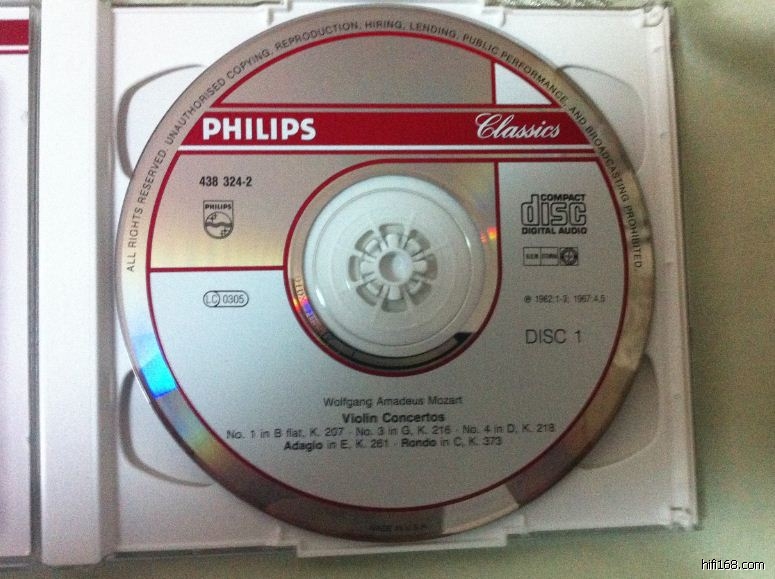 ALL RIGHTS RESERVED. UNAUTHORISED COPYING, REPRODUCTION, HIRING, LENDING, PUBLIC PERFORMANCE, AND BROADCASTING PROHIBITED.
PHILIPS Classics
438 324-2
PHILIPS
COMPACT
disc
DIGITAL AUDIO
LC 0305
℗ 1962:1-3; 1967:4,5
DISC 1
Wolfgang Amadeus Mozart
Violin Concertos
No. 1 in B flat, K. 207 · No. 3 in G, K. 216 · No. 4 in D, K. 218
Adagio in E, K. 261 · Rondo in C, K. 373
MADE IN U.S.A.
hifi168.com